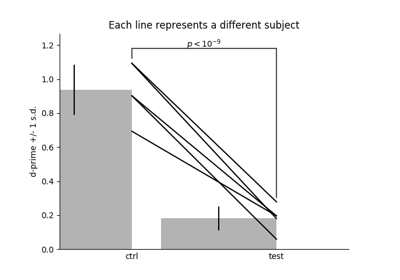 Each line represents a different subject
p < 10⁻⁹
d-prime +/- 1 s.d.
1.2
1.0
0.8
0.6
0.4
0.2
0.0
ctrl
test